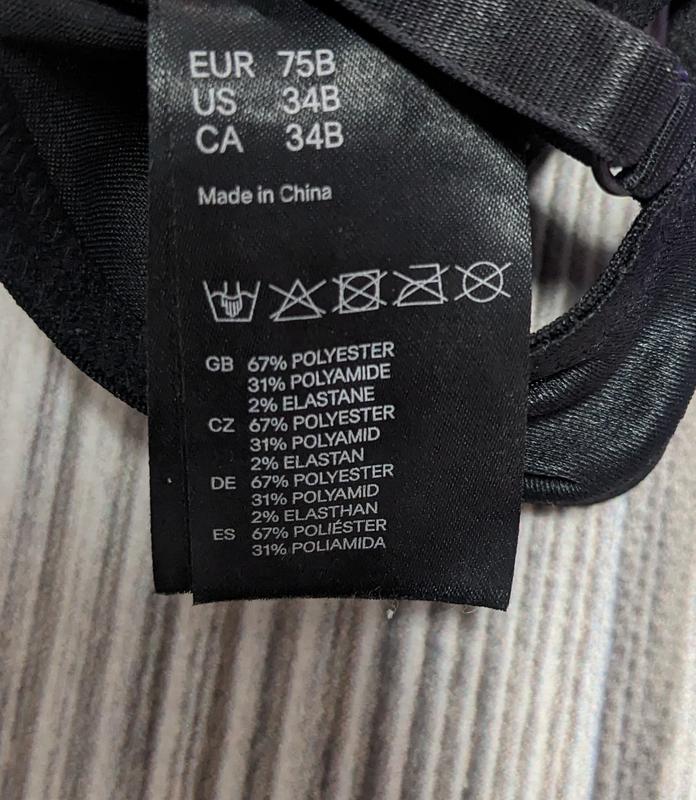 EUR 75B
US 34B
CA 34B
Made in China
GB 67% POLYESTER
31% POLYAMIDE
2% ELASTANE
CZ 67% POLYESTER
31% POLYAMID
2% ELASTAN
DE 67% POLYESTER
31% POLYAMID
2% ELASTHAN
ES 67% POLIÉSTER
31% POLIAMIDA